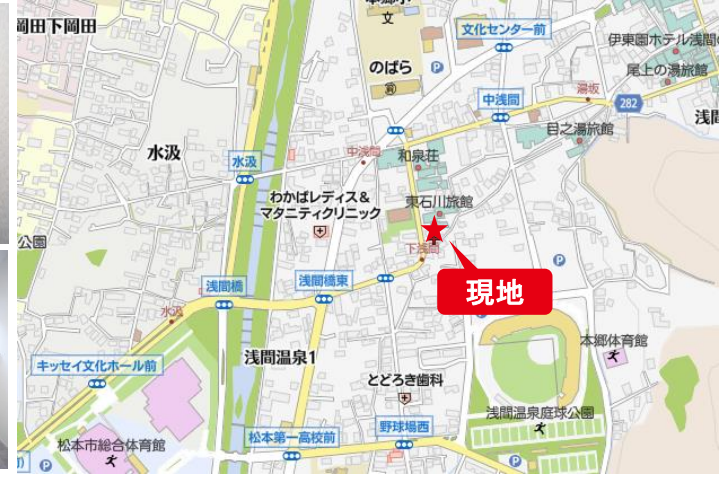 岡田下岡田
文
文化センター前
のばら
P
伊東園ホテル浅間の
尾上の湯旅館
湯坂
中浅間
282
浅間
目之湯旅館
水汲
水汲
中浅間
和泉荘
わかばレディス&
マタニティクリニック
東石川旅館
公園
下浅間
P
浅間橋
浅間橋東
現地
水汲
浅間温泉1
本郷体育館
キッセイ文化ホール前
とどろき歯科
浅間温泉庭球公園
松本第一高校前
野球場西
松本市総合体育館
P
P